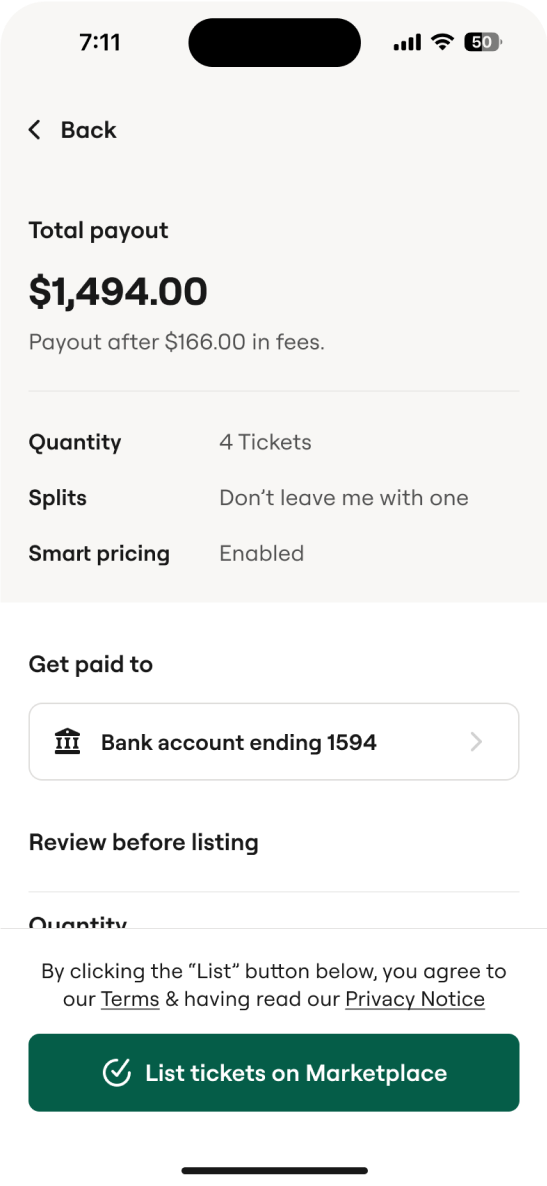 7:11
50
Back
Total payout
$1,494.00
Payout after $166.00 in fees.
Quantity 4 Tickets
Splits Don’t leave me with one
Smart pricing Enabled
Get paid to
Bank account ending 1594
Review before listing
Quantity
By clicking the “List” button below, you agree to
our Terms & having read our Privacy Notice
List tickets on Marketplace